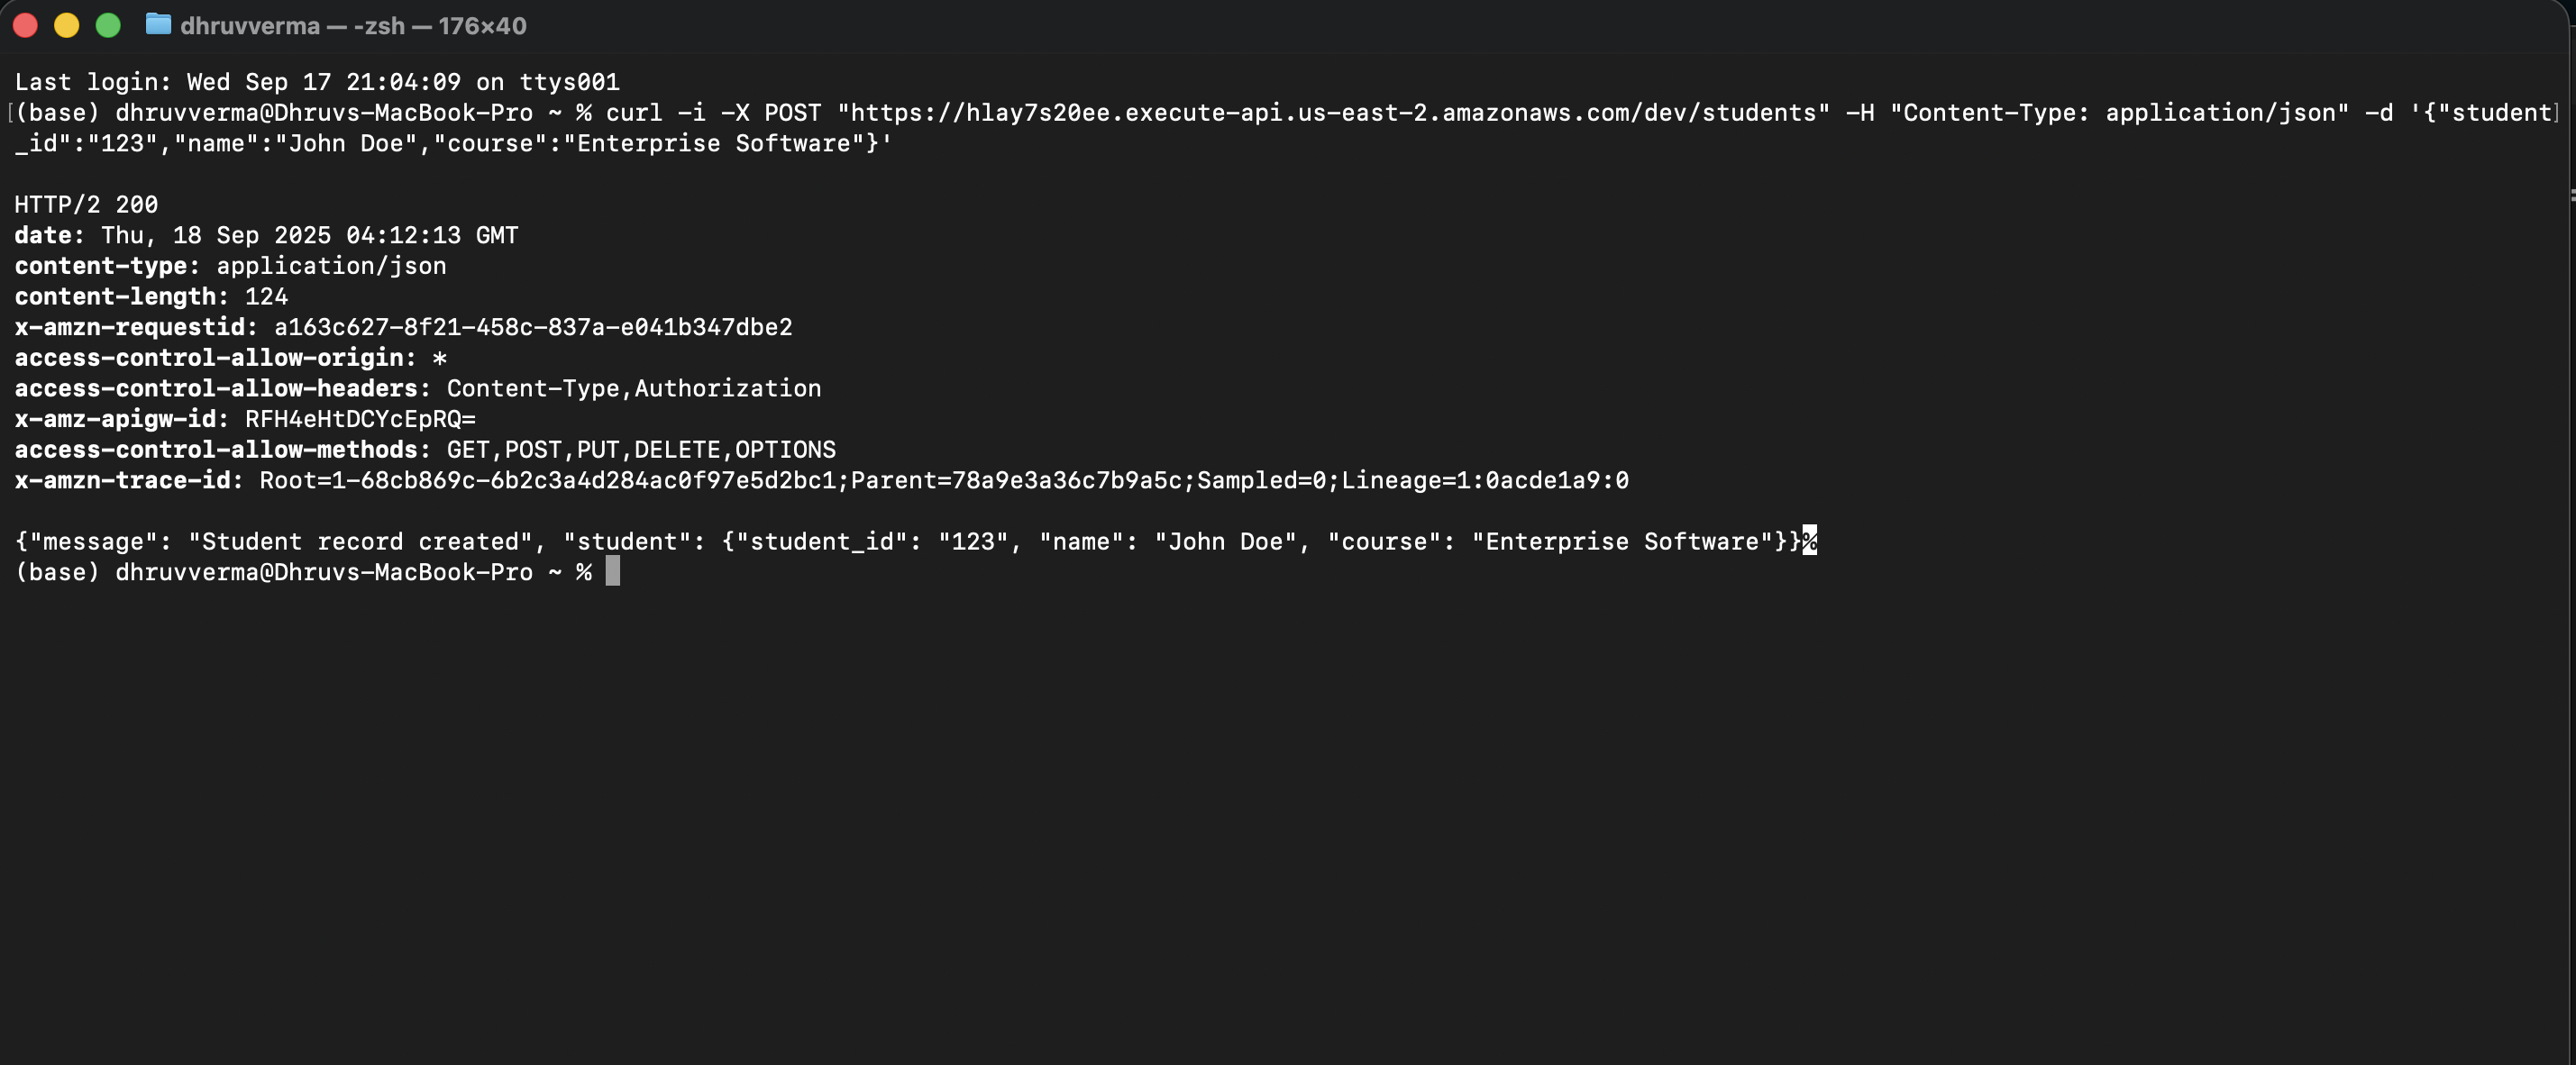 dhruvverma — -zsh — 176×40
Last login: Wed Sep 17 21:04:09 on ttys001
[(base) dhruvverma@Dhruvs-MacBook-Pro ~ % curl -i -X POST "https://hlay7s20ee.execute-api.us-east-2.amazonaws.com/dev/students" -H "Content-Type: application/json" -d '{"student]
_id":"123","name":"John Doe","course":"Enterprise Software"}'
HTTP/2 200
date: Thu, 18 Sep 2025 04:12:13 GMT
content-type: application/json
content-length: 124
x-amzn-requestid: a163c627-8f21-458c-837a-e041b347dbe2
access-control-allow-origin: *
access-control-allow-headers: Content-Type,Authorization
x-amz-apigw-id: RFH4eHtDCYcEpRQ=
access-control-allow-methods: GET,POST,PUT,DELETE,OPTIONS
x-amzn-trace-id: Root=1-68cb869c-6b2c3a4d284ac0f97e5d2bc1;Parent=78a9e3a36c7b9a5c;Sampled=0;Lineage=1:0acde1a9:0
{"message": "Student record created", "student": {"student_id": "123", "name": "John Doe", "course": "Enterprise Software"}}%
(base) dhruvverma@Dhruvs-MacBook-Pro ~ %